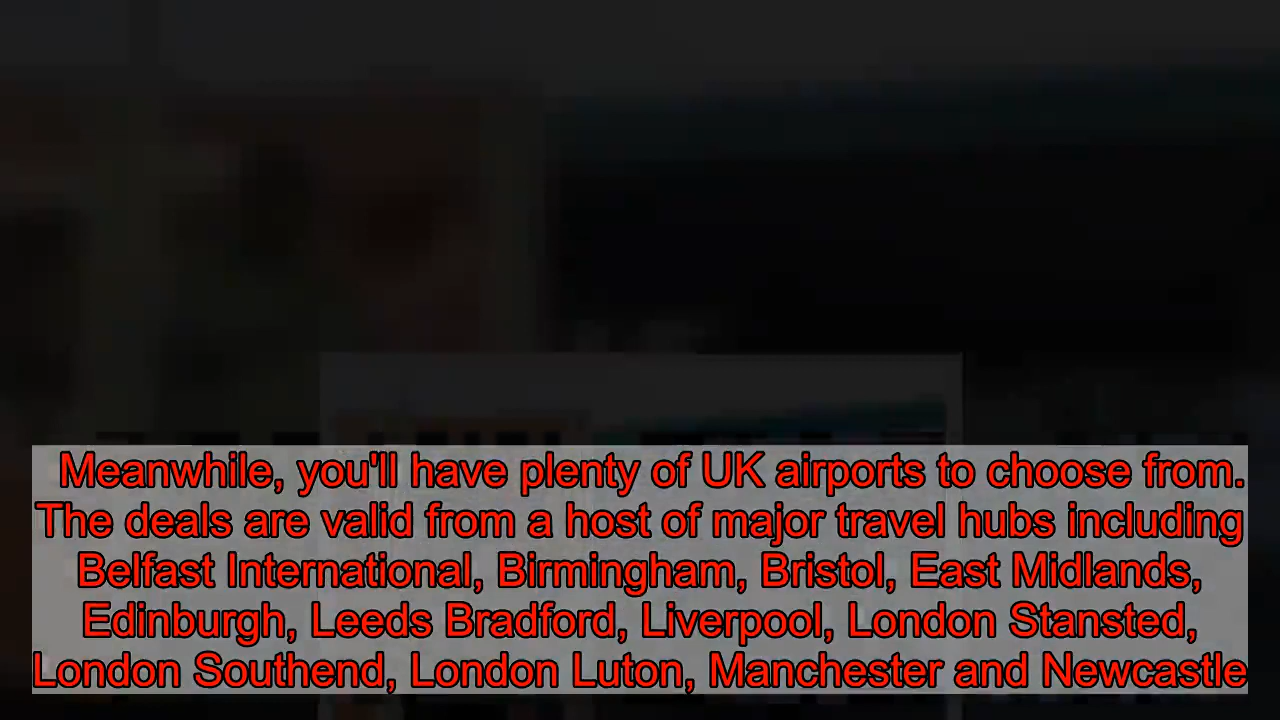 Meanwhile, you'll have plenty of UK airports to choose from.
The deals are valid from a host of major travel hubs including
Belfast International, Birmingham, Bristol, East Midlands,
Edinburgh, Leeds Bradford, Liverpool, London Stansted,
London Southend, London Luton, Manchester and Newcastle